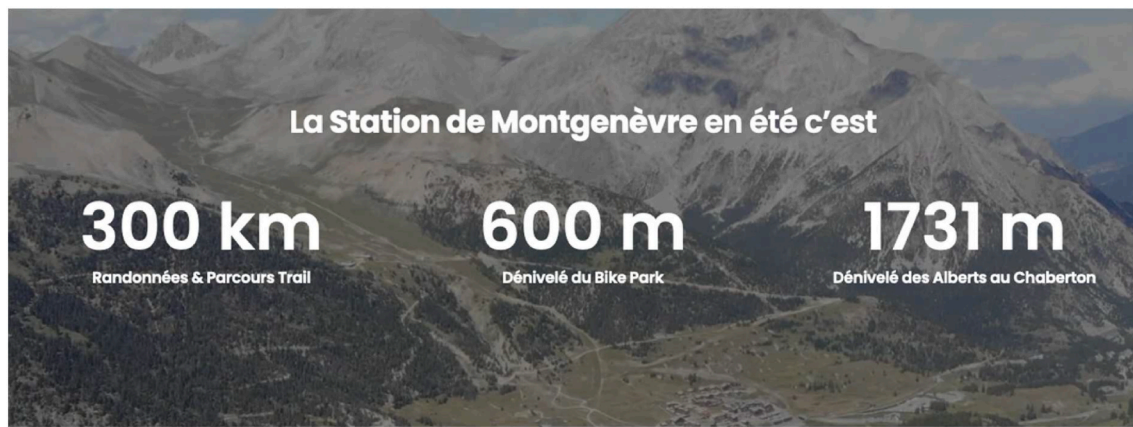 La Station de Montgenèvre en été c’est
300 km
600 m
1731 m
Randonnées & Parcours Trail
Dénivelé du Bike Park
Dénivelé des Alberts au Chaberton